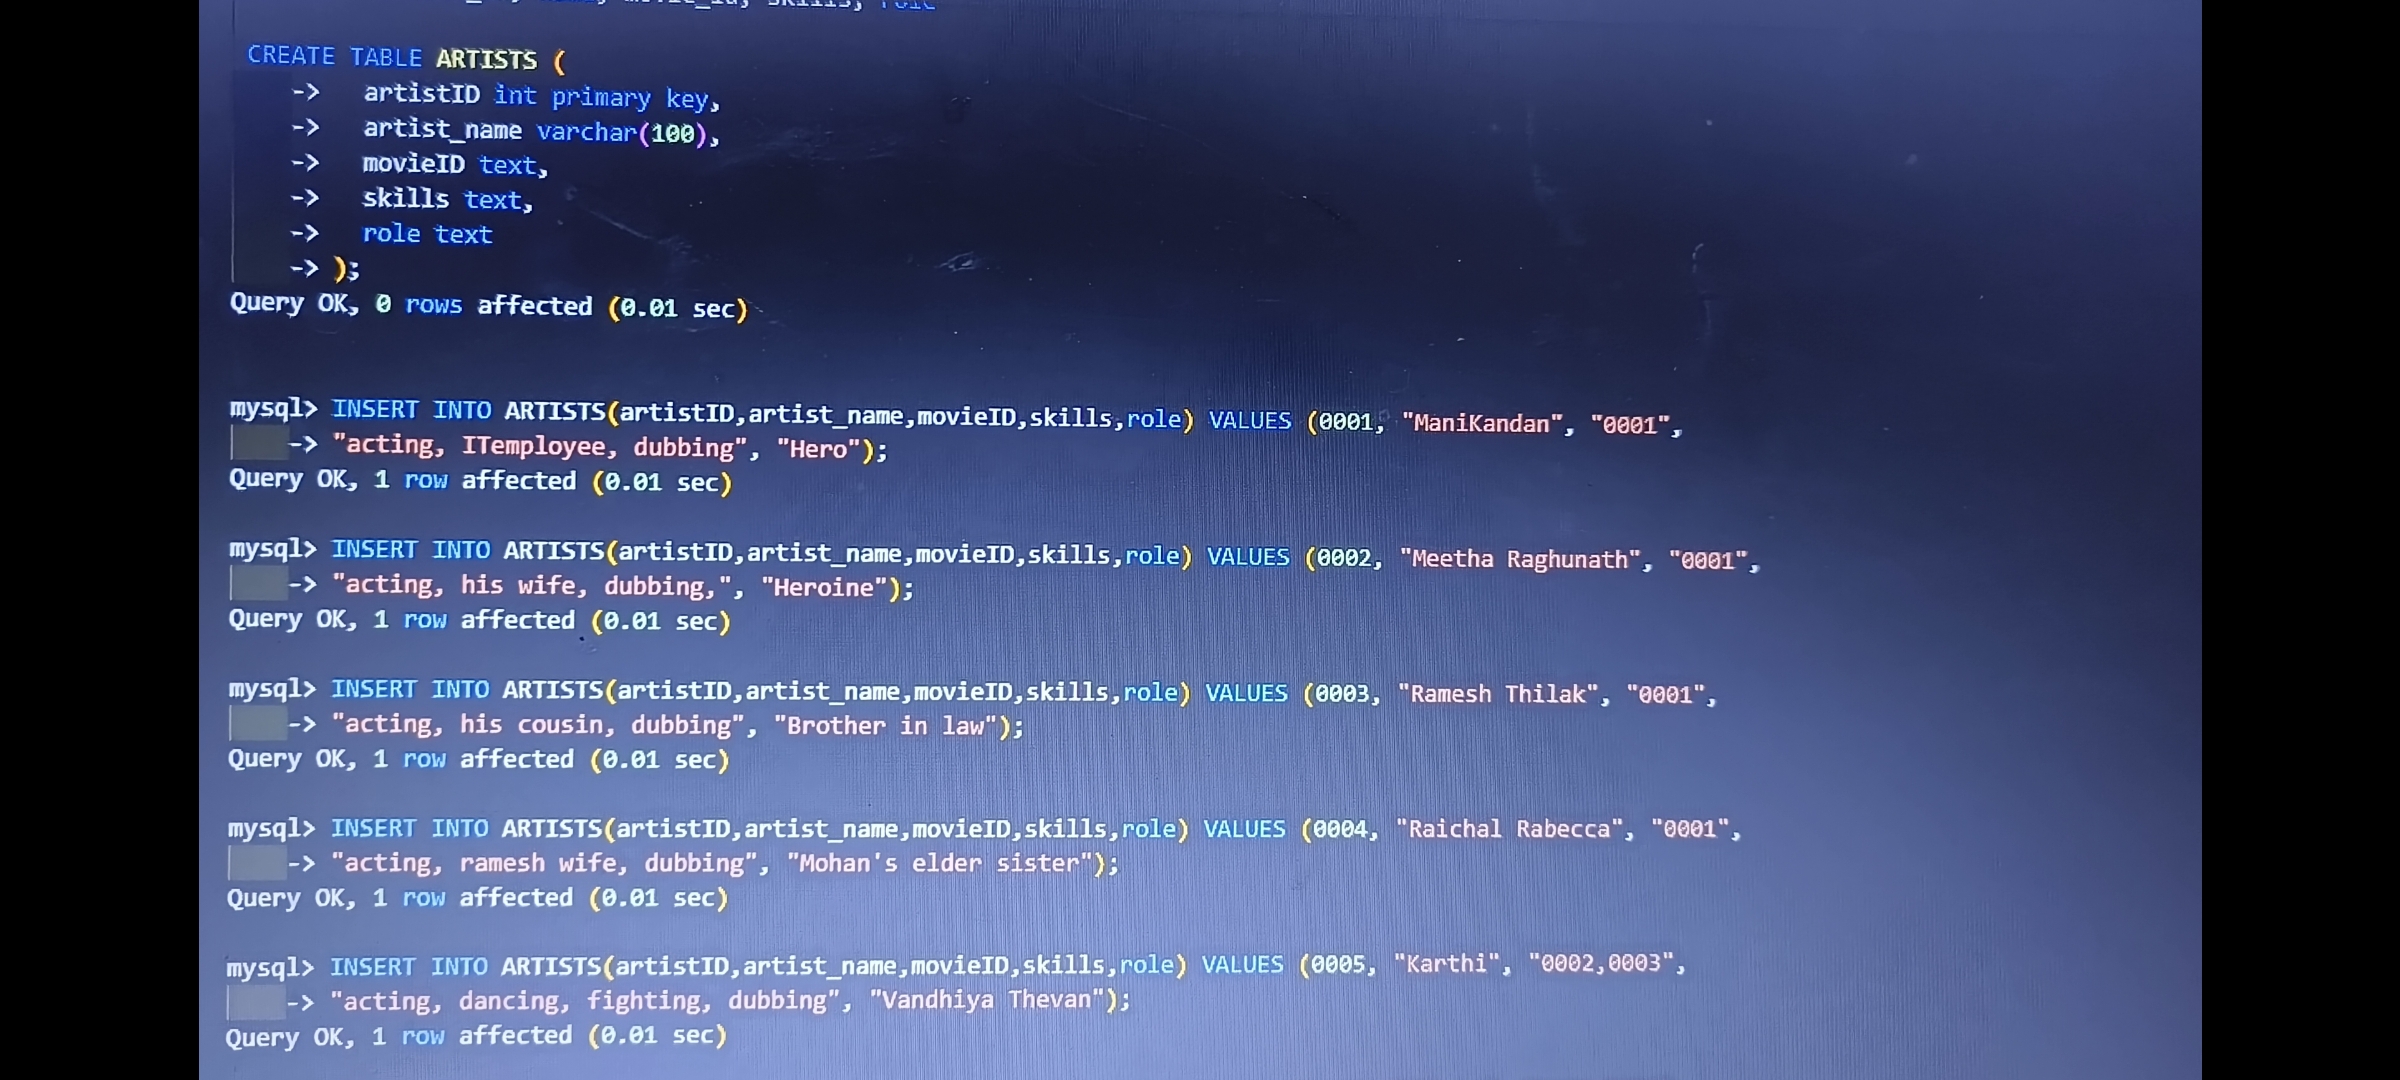 CREATE TABLE ARTISTS (
-> artistID int primary key,
-> artist_name varchar(100),
-> movieID text,
-> skills text,
-> role text
-> );
Query OK, 0 rows affected (0.01 sec)
mysql> INSERT INTO ARTISTS(artistID,artist_name,movieID,skills,role) VALUES (0001, "ManiKandan", "0001",
-> "acting, ITemployee, dubbing", "Hero");
Query OK, 1 row affected (0.01 sec)
mysql> INSERT INTO ARTISTS(artistID,artist_name,movieID,skills,role) VALUES (0002, "Meetha Raghunath", "0001",
-> "acting, his wife, dubbing,", "Heroine");
Query OK, 1 row affected (0.01 sec)
mysql> INSERT INTO ARTISTS(artistID,artist_name,movieID,skills,role) VALUES (0003, "Ramesh Thilak", "0001",
-> "acting, his cousin, dubbing", "Brother in law");
Query OK, 1 row affected (0.01 sec)
mysql> INSERT INTO ARTISTS(artistID,artist_name,movieID,skills,role) VALUES (0004, "Raichal Rabecca", "0001",
-> "acting, ramesh wife, dubbing", "Mohan's elder sister");
Query OK, 1 row affected (0.01 sec)
mysql> INSERT INTO ARTISTS(artistID,artist_name,movieID,skills,role) VALUES (0005, "Karthi", "0002,0003",
-> "acting, dancing, fighting, dubbing", "Vandhiya Thevan");
Query OK, 1 row affected (0.01 sec)